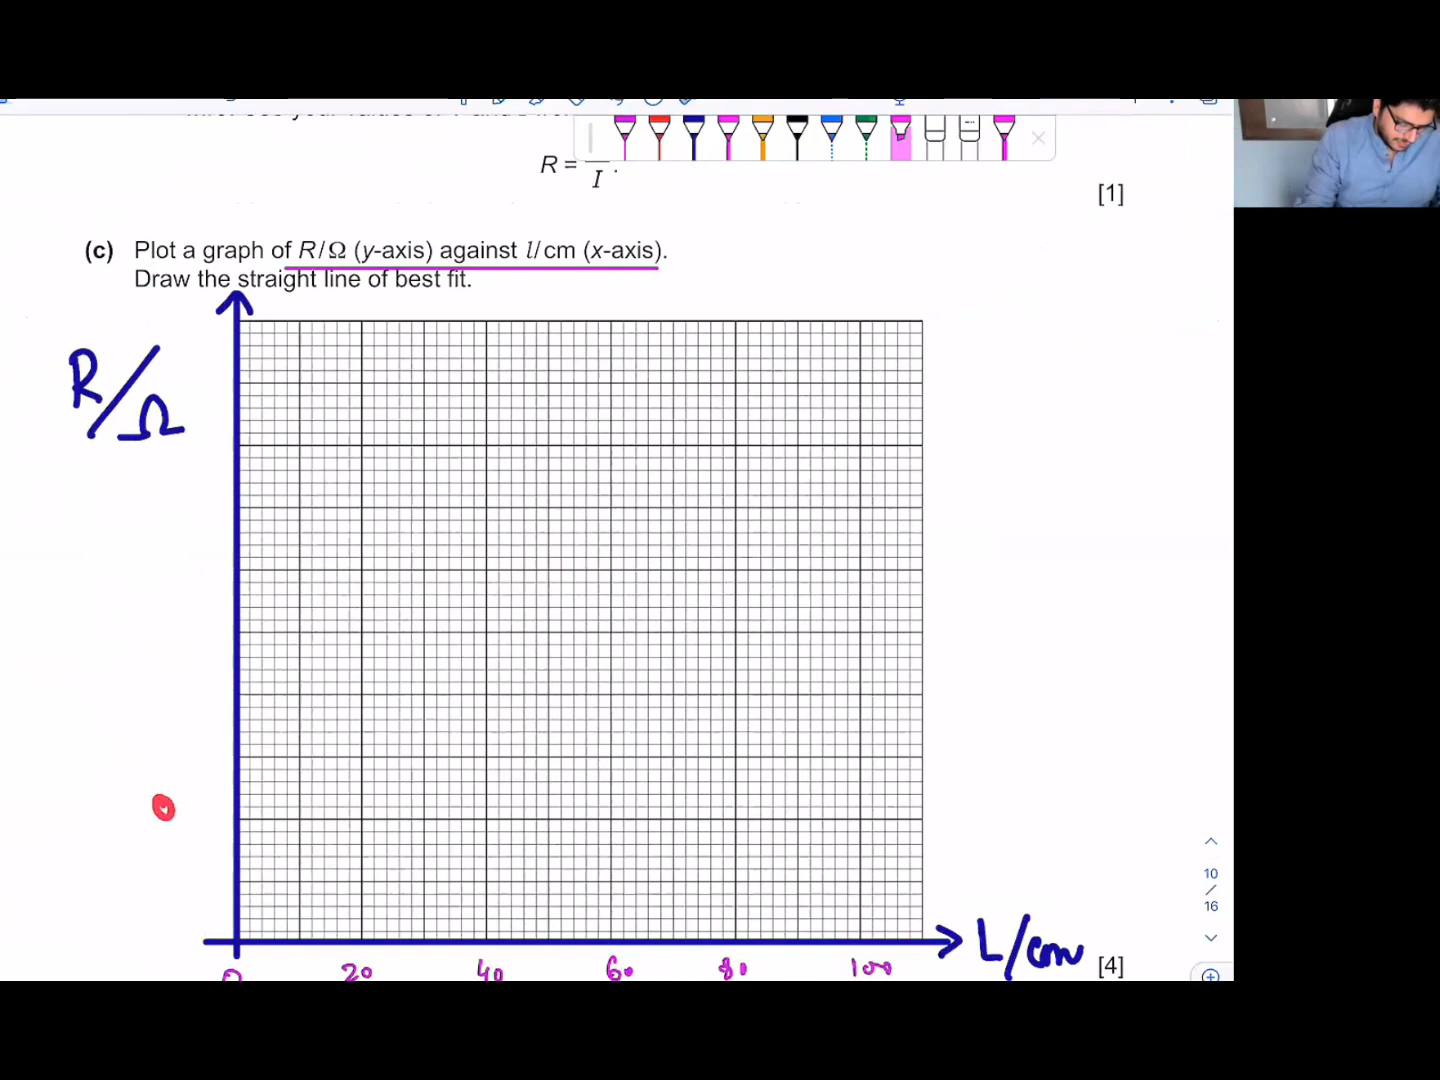 R = I .
[1]
(c) Plot a graph of R/Ω (y-axis) against l/cm (x-axis).
Draw the straight line of best fit.
R/Ω
10
/
16
L/cm
[4]
0 20 40 60 80 100